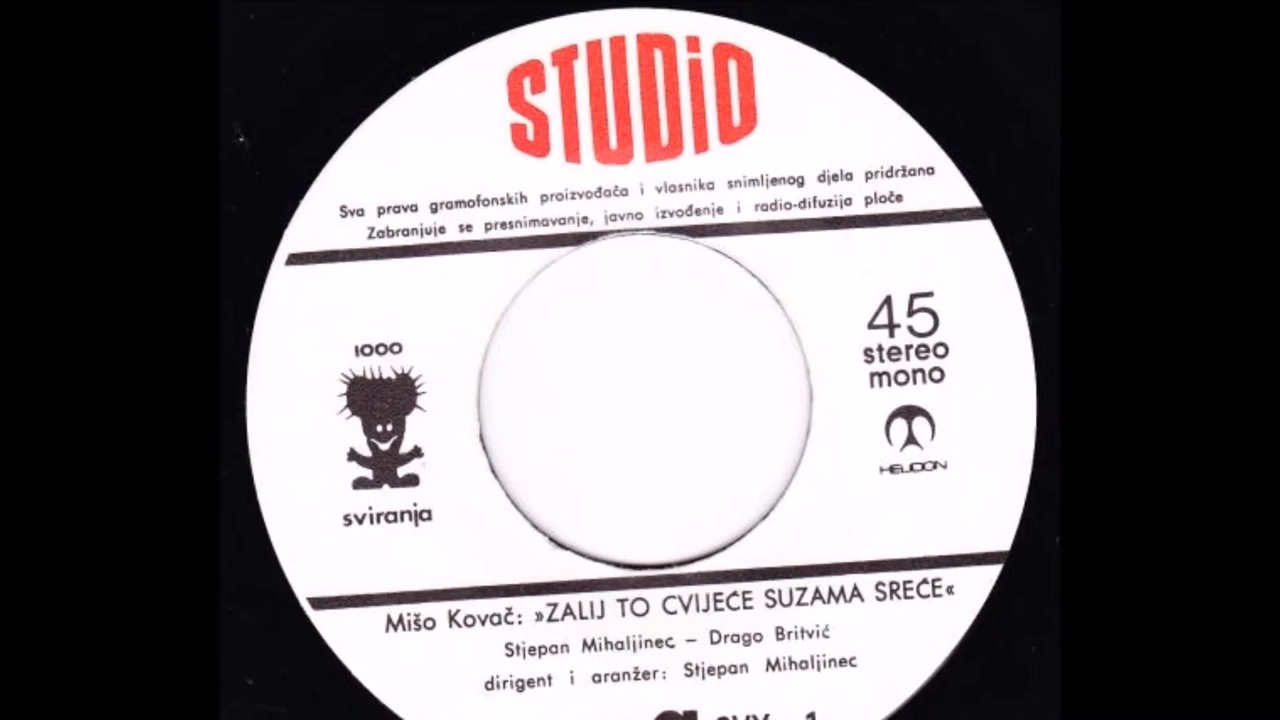 STUDiO
Sva prava gramofonskih proizvođača i vlasnika snimljenog djela pridržana
Zabranjuje se presnimavanje, javno izvođenje i radio-difuzija ploče
1000
sviranja
45
stereo
mono
HELIDON
Mišo Kovač: »ZALIJ TO CVIJEĆE SUZAMA SREĆE«
Stjepan Mihaljinec – Drago Britvić
dirigent i aranžer: Stjepan Mihaljinec